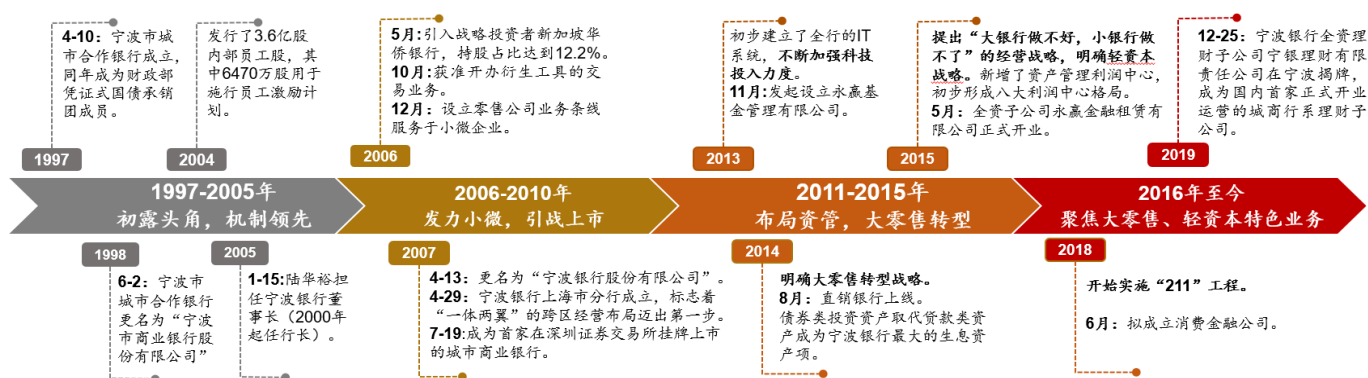 4-10：宁波市城
市合作银行成立，
同年成为财政部
凭证式国债承销
团成员。
1997
发行了3.6亿股
内部员工股，其
中6470万股用于
施行员工激励计
划。
2004
5月:引入战略投资者新加坡华
侨银行，持股占比达到12.2%。
10月:获准开办衍生工具的交
易业务。
12月：设立零售公司业务条线
服务于小微企业。
2006
初步建立了全行的IT
系统，不断加强科技
投入力度。
11月:发起设立永赢基
金管理有限公司。
2013
提出“大银行做不好，小银行做
不了”的经营战略，明确轻资本
战略。新增了资产管理利润中心，
初步形成八大利润中心格局。
5月：全资子公司永赢金融租赁有
限公司正式开业。
2015
12-25：宁波银行全资理
财子公司宁银理财有限
责任公司在宁波揭牌，
成为国内首家正式开业
运营的城商行系理财子
公司。
2019
1997-2005年
初露头角，机制领先
2006-2010年
发力小微，引战上市
2011-2015年
布局资管，大零售转型
2016年至今
聚焦大零售、轻资本特色业务
1998
6-2：宁波市
城市合作银行
更名为“宁波
市商业银行股
份有限公司”
2005
1-15:陆华裕担
任宁波银行董
事长（2000年
起任行长）。
2007
4-13：更名为“宁波银行股份有限公司”。
4-29：宁波银行上海市分行成立，标志着
“一体两翼”的跨区经营布局迈出第一步。
7-19:成为首家在深圳证券交易所挂牌上市
的城市商业银行。
2014
明确大零售转型战略。
8月：直销银行上线。
债券类投资资产取代贷款类资
产成为宁波银行最大的生息资
产项。
2018
开始实施“211”工程。
6月：拟成立消费金融公司。